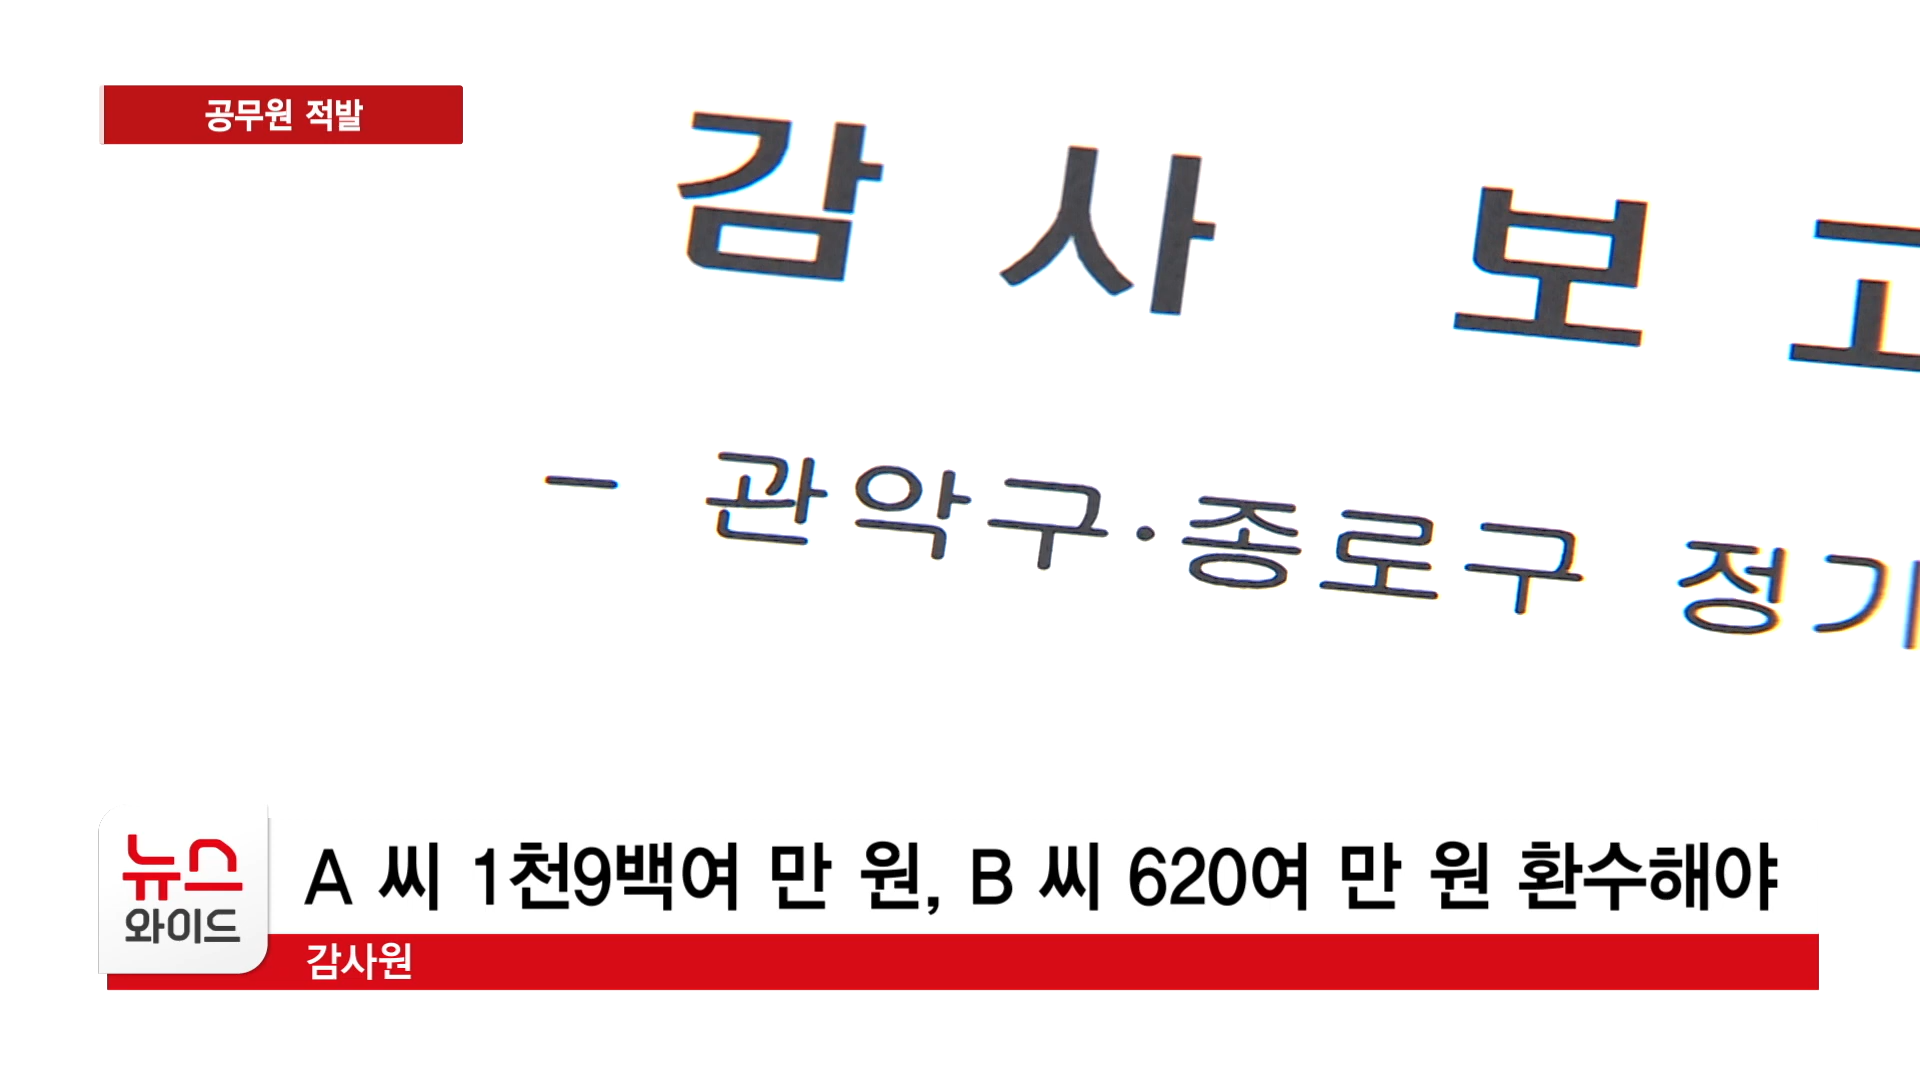 공무원 적발
감 사 보 고
- 관악구·종로구 정기
뉴스
와이드
A 씨 1천9백여 만 원, B 씨 620여 만 원 환수해야
감사원